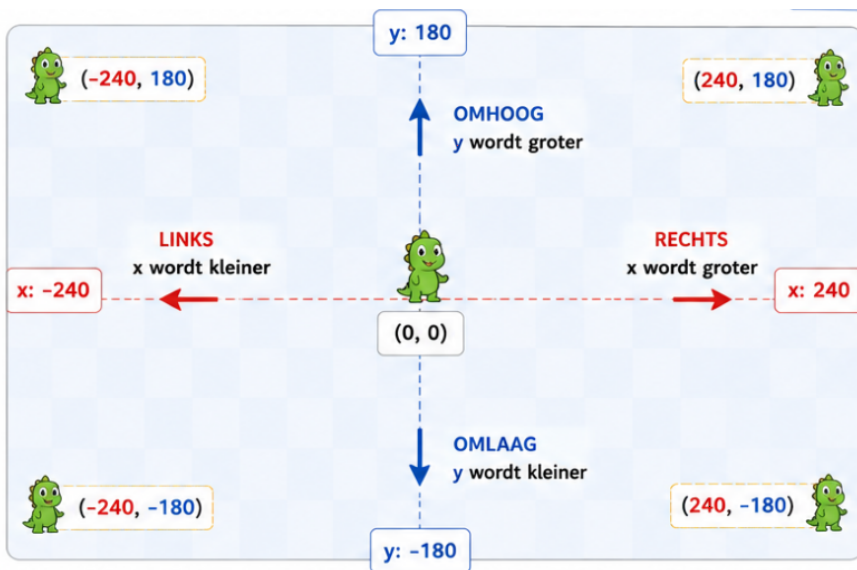 y: 180
(-240, 180)
(240, 180)
OMHOOG
y wordt groter
LINKS
x wordt kleiner
RECHTS
x wordt groter
x: -240
x: 240
(0, 0)
OMLAAG
y wordt kleiner
(-240, -180)
(240, -180)
y: -180